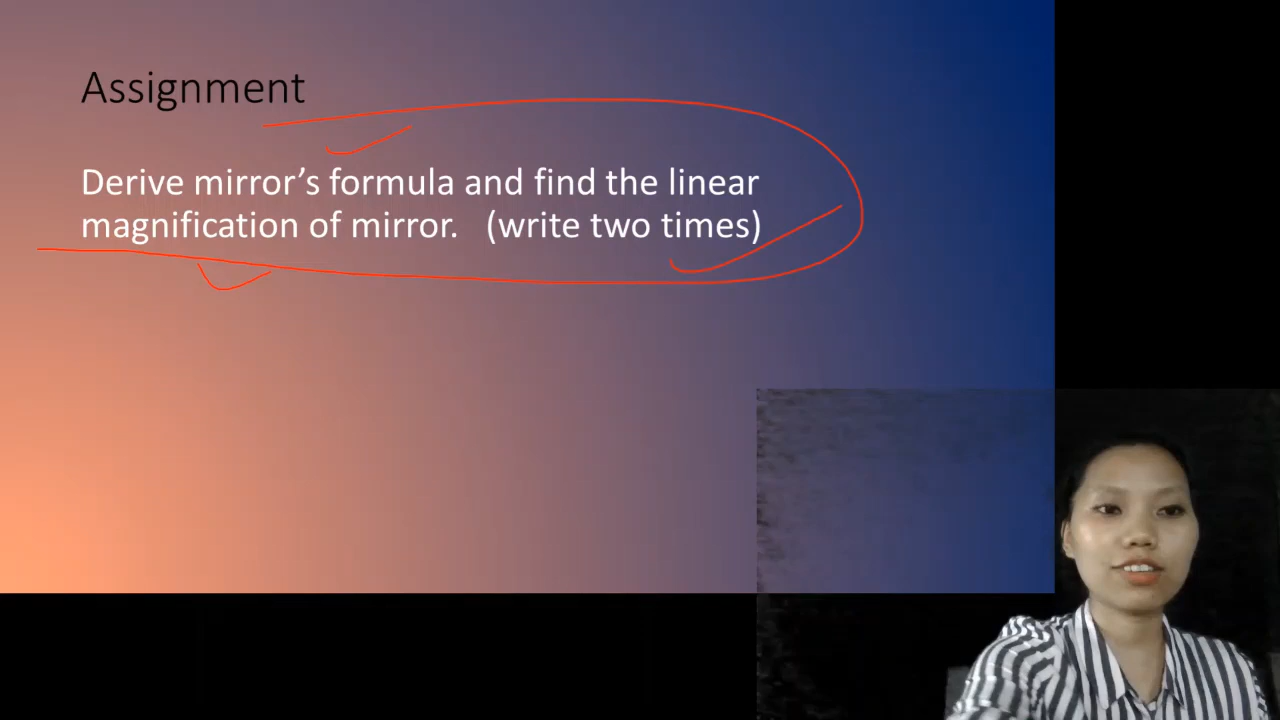 Assignment
Derive mirror’s formula and find the linear
magnification of mirror. (write two times)